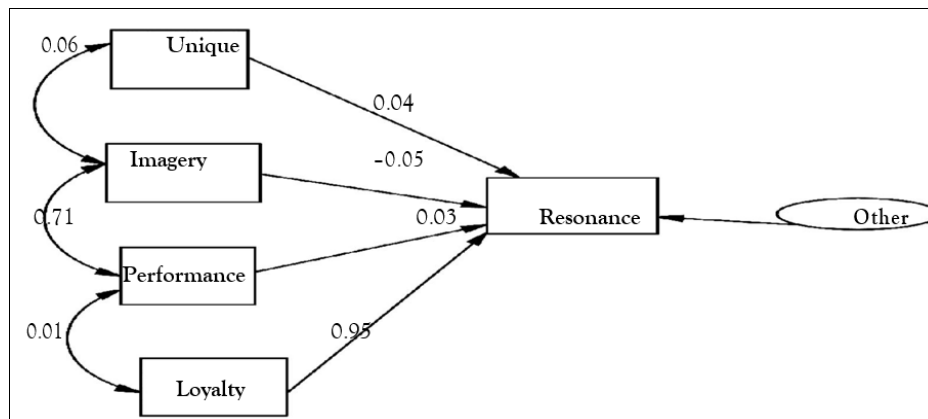 0.06
Unique
0.04
Imagery
-0.05
0.71
0.03
Resonance
Other
Performance
0.01
0.95
Loyalty